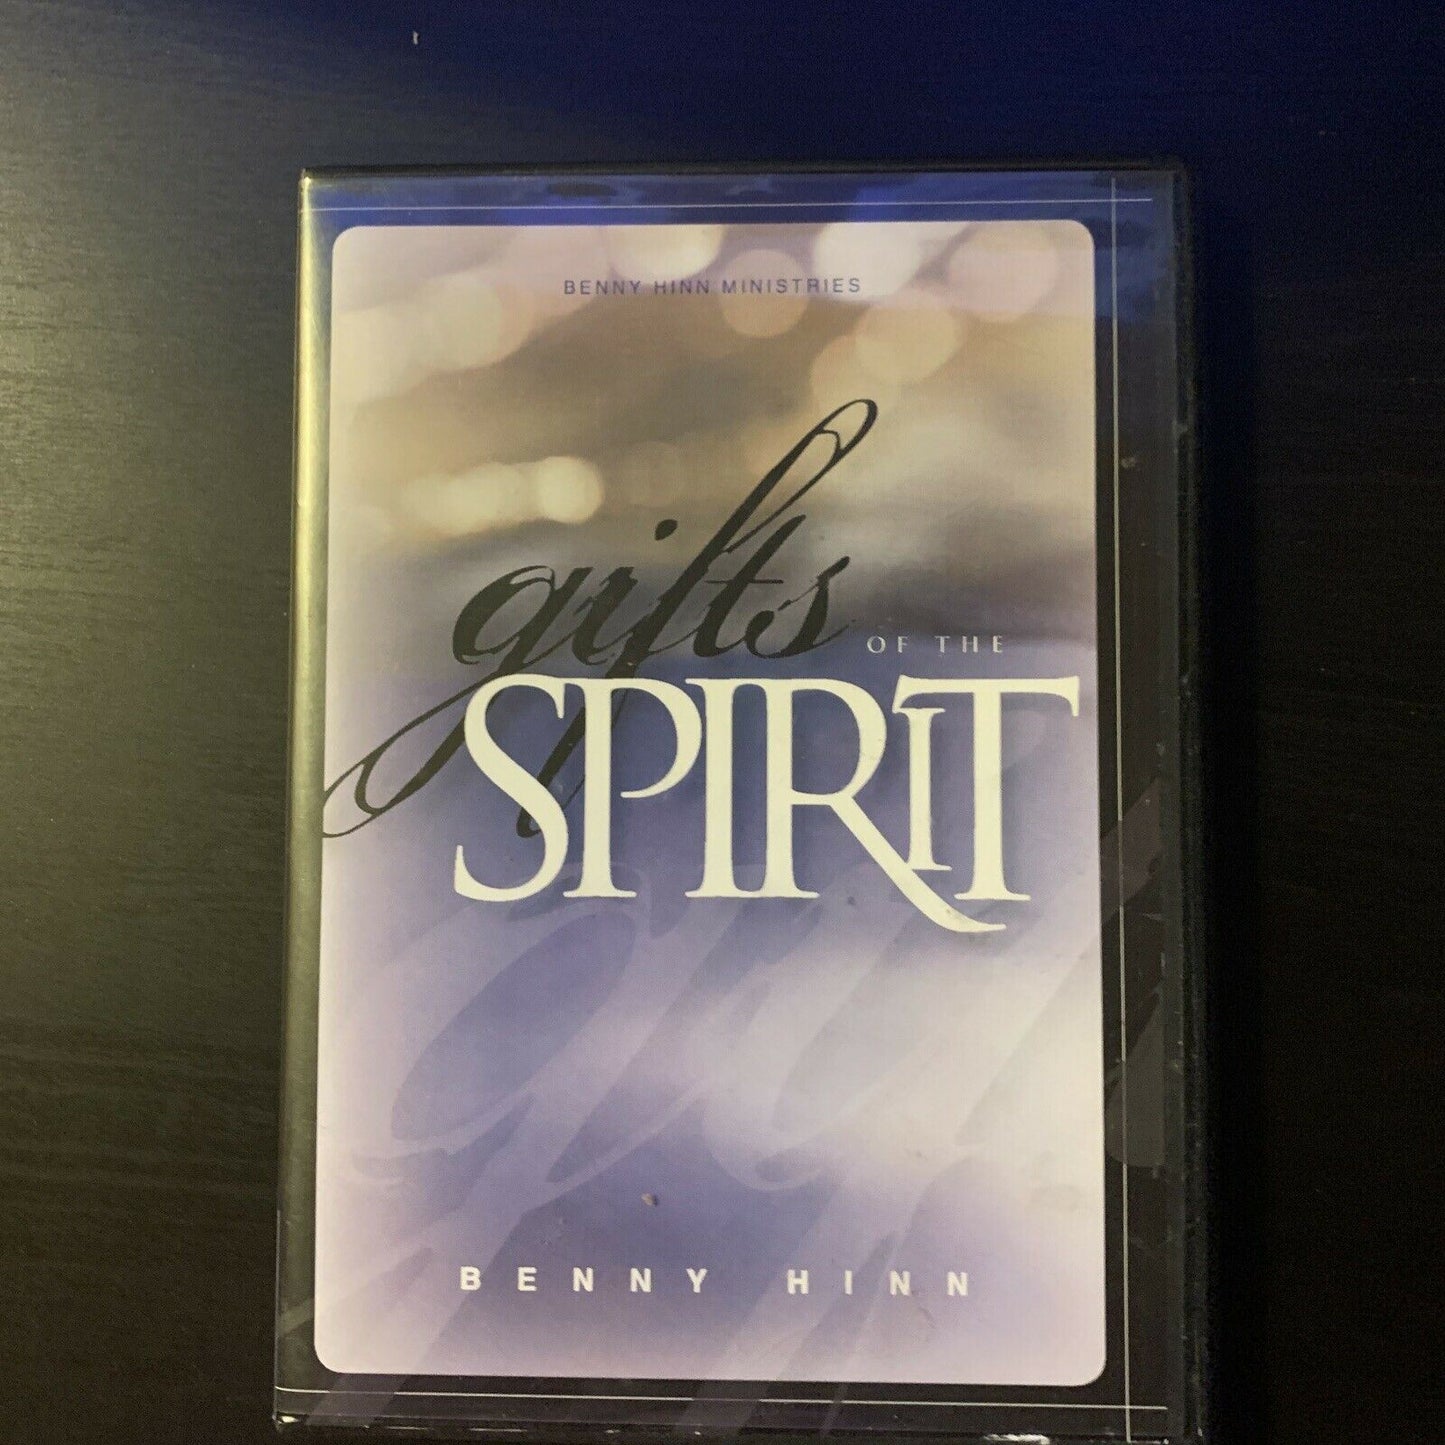 BENNY HINN MINISTRIES
gifts OF THE
SPIRIT
BENNY HINN